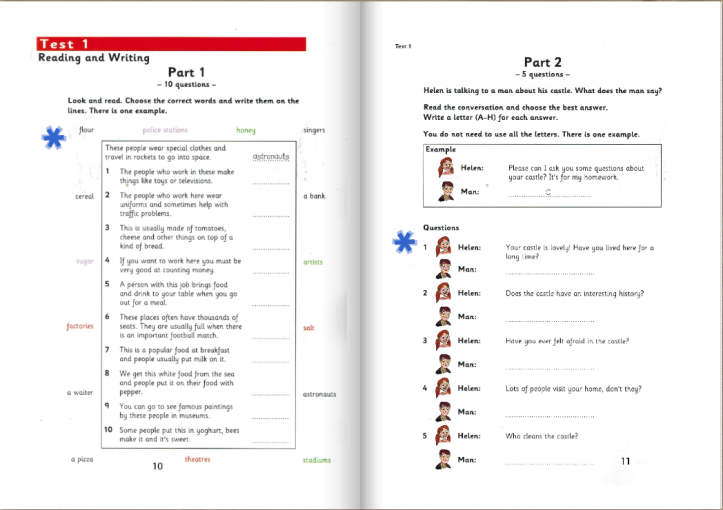 Test 1
Reading and Writing
Part 1
– 10 questions –
Look and read. Choose the correct words and write them on the
lines. There is one example.
flour police stations honey singers
These people wear special clothes and
travel in rockets to go into space. astronauts
1 The people who work in these make
things like toys or televisions. ..............
cereal a bank
2 The people who work here wear
uniforms and sometimes help with
traffic problems. ..............
3 This is usually made of tomatoes,
cheese and other things on top of a
kind of bread. ..............
sugar artists
4 If you want to work here you must be
very good at counting money. ..............
5 A person with this job brings food
and drink to your table when you go
out for a meal. ..............
6 These places often have thousands of
seats. They are usually full when there
is an important football match. ..............
factories salt
7 This is a popular food at breakfast
and people usually put milk on it. ..............
8 We get this white food from the sea
and people put it on their food with
pepper. ..............
a waiter astronauts
9 You can go to see famous paintings
by these people in museums. ..............
10 Some people put this in yoghurt, bees
make it and it's sweet. ..............
a pizza theatres stadiums
10
Test 1
Part 2
– 5 questions –
Helen is talking to a man about his castle. What does the man say?
Read the conversation and choose the best answer.
Write a letter (A–H) for each answer.
You do not need to use all the letters. There is one example.
Example
Helen: Please can I ask you some questions about
your castle? It's for my homework.
Man: ..............C..............
Questions
1 Helen: Your castle is lovely! Have you lived here for a
long time?
Man: ............................
2 Helen: Does the castle have an interesting history?
Man: ............................
3 Helen: Have you ever felt afraid in the castle?
Man: ............................
4 Helen: Lots of people visit your home, don't they?
Man: ............................
5 Helen: Who cleans the castle?
Man: ............................
11